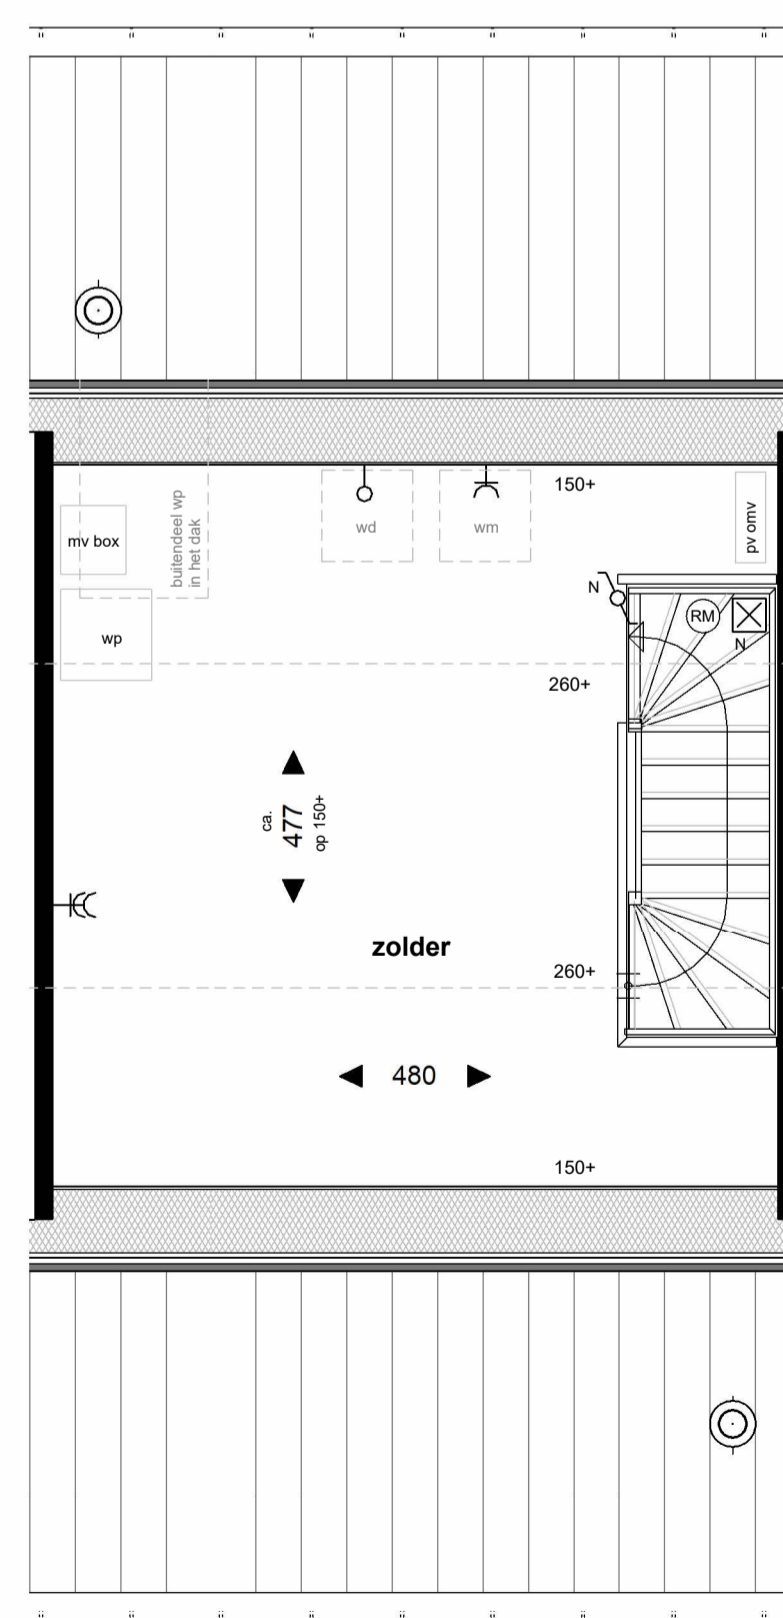 150+
mv box
buitendeel wp
in het dak
wd
wm
pv omv
N
RM
N
wp
260+
ca.
477
op 150+
zolder
260+
480
150+